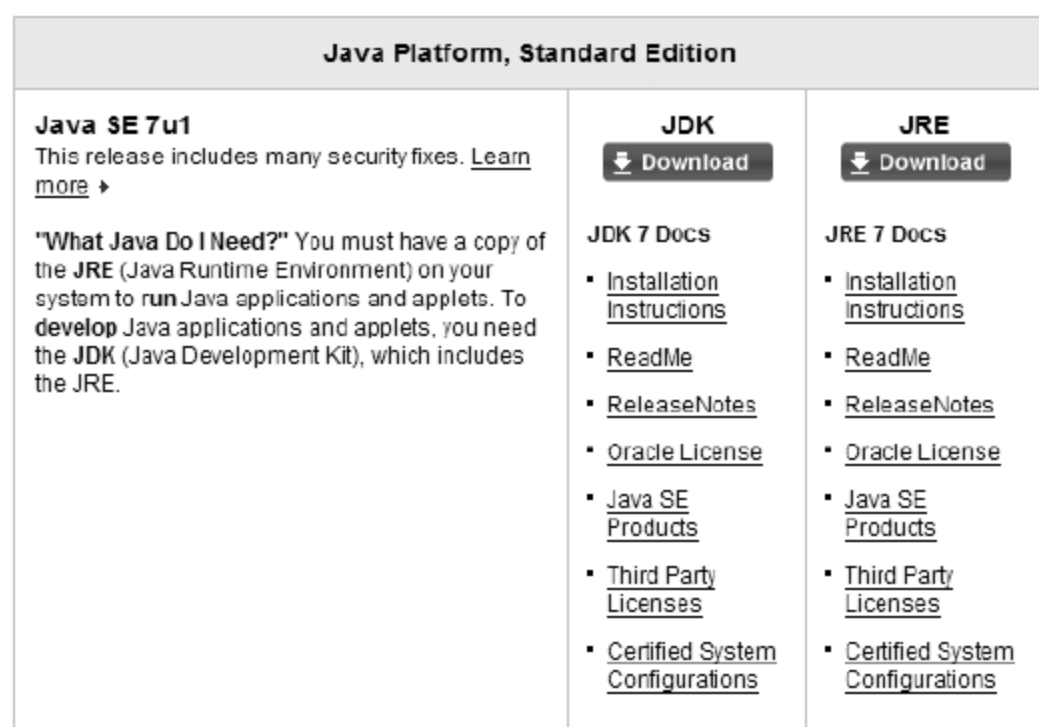 Java Platform, Standard Edition
Java SE 7u1
This release includes many security fixes. Learn
more
"What Java Do I Need?" You must have a copy of
the JRE (Java Runtime Environment) on your
system to run Java applications and applets. To
develop Java applications and applets, you need
the JDK (Java Development Kit), which includes
the JRE.
JDK
Download
JDK 7 Docs
Installation
Instructions
ReadMe
ReleaseNotes
Oracle License
Java SE
Products
Third Party
Licenses
Certified System
Configurations
JRE
Download
JRE 7 Docs
Installation
Instructions
ReadMe
ReleaseNotes
Oracle License
Java SE
Products
Third Party
Licenses
Certified System
Configurations